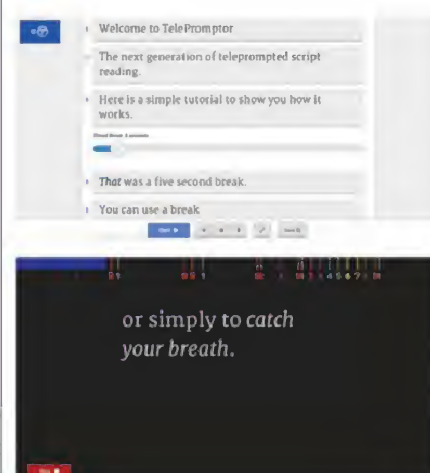 Welcome to TelePromptor
The next generation of teleprompted script
reading.
Here is a simple tutorial to show you how it
works.
That was a five second break.
You can use a break
or simply to catch
your breath.